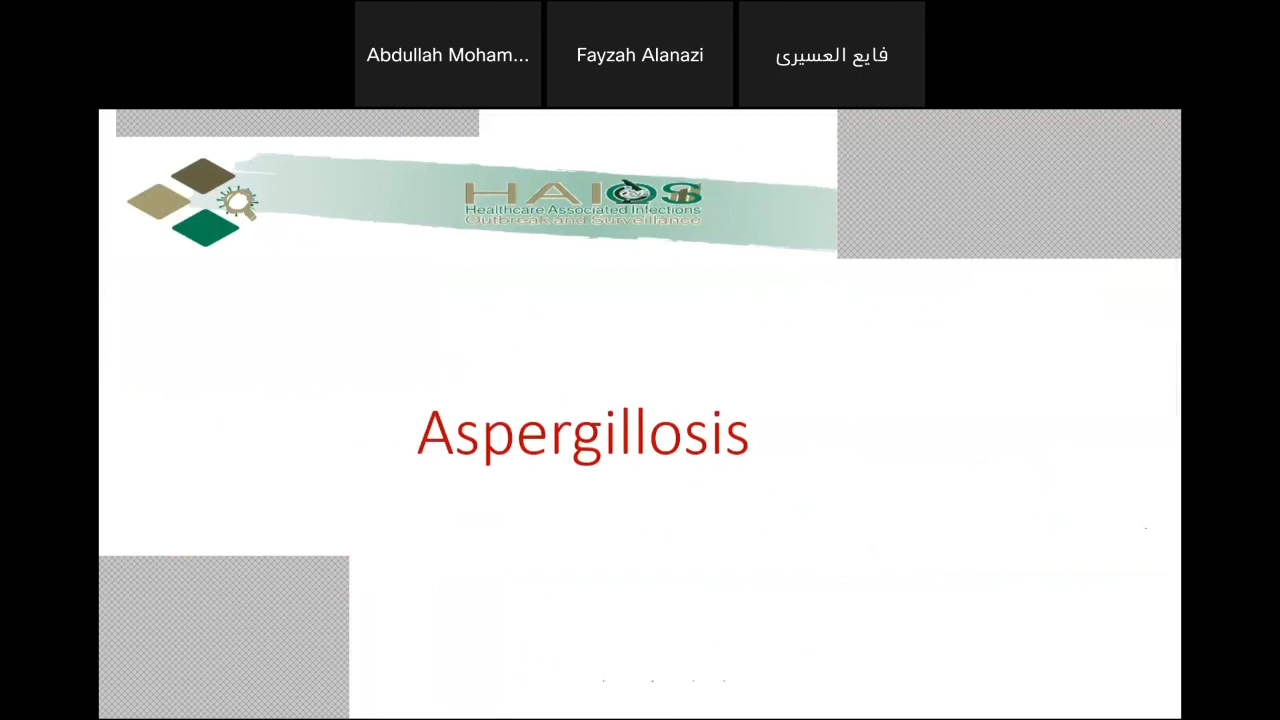 Abdullah Moham...
Fayzah Alanazi
فايع العسيرى
HAIOS
Healthcare Associated Infections
Outbreak and Surveillance
Aspergillosis